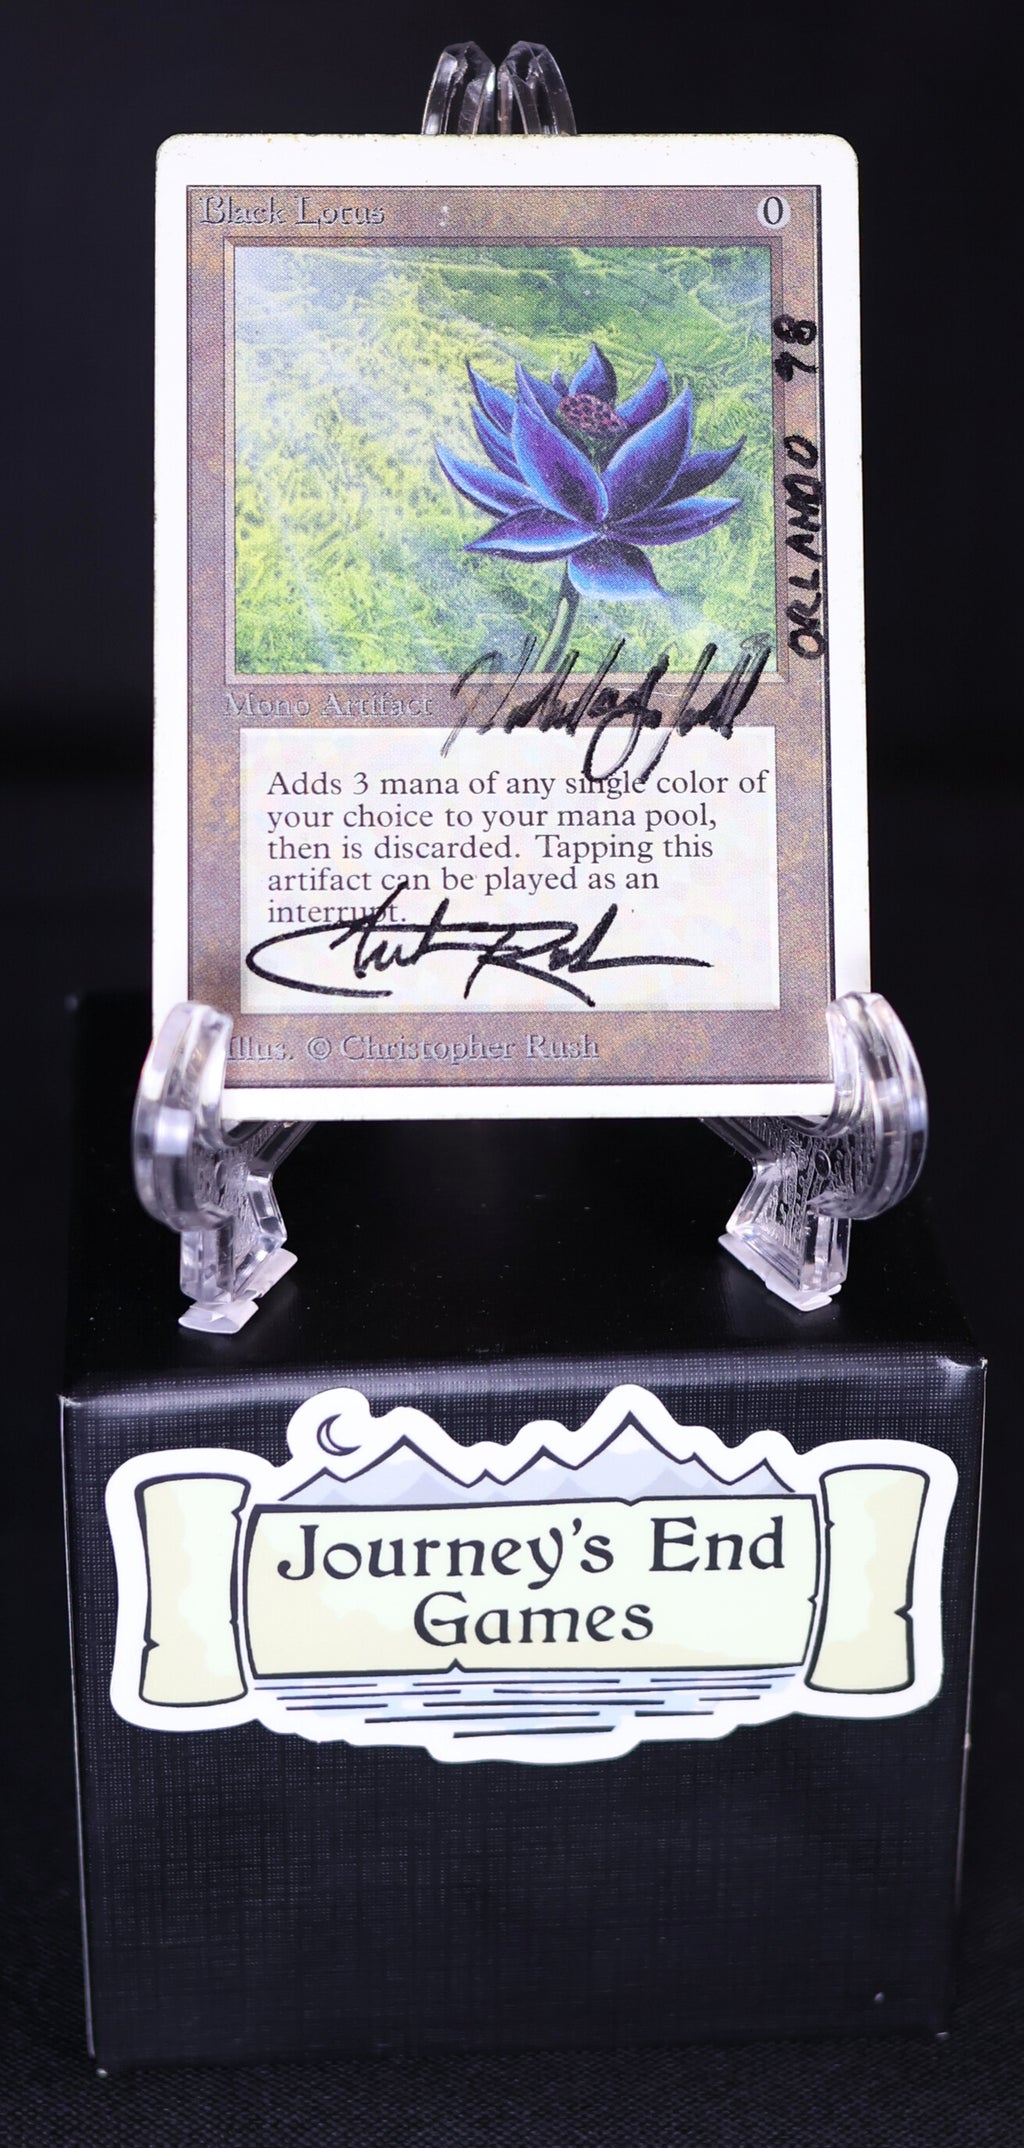 Black Lotus
0
ORLANDO 98
Mono Artifact
Adds 3 mana of any single color of
your choice to your mana pool,
then is discarded. Tapping this
artifact can be played as an
interrupt.
Chris Rush
Illus. © Christopher Rush
Journey's End
Games